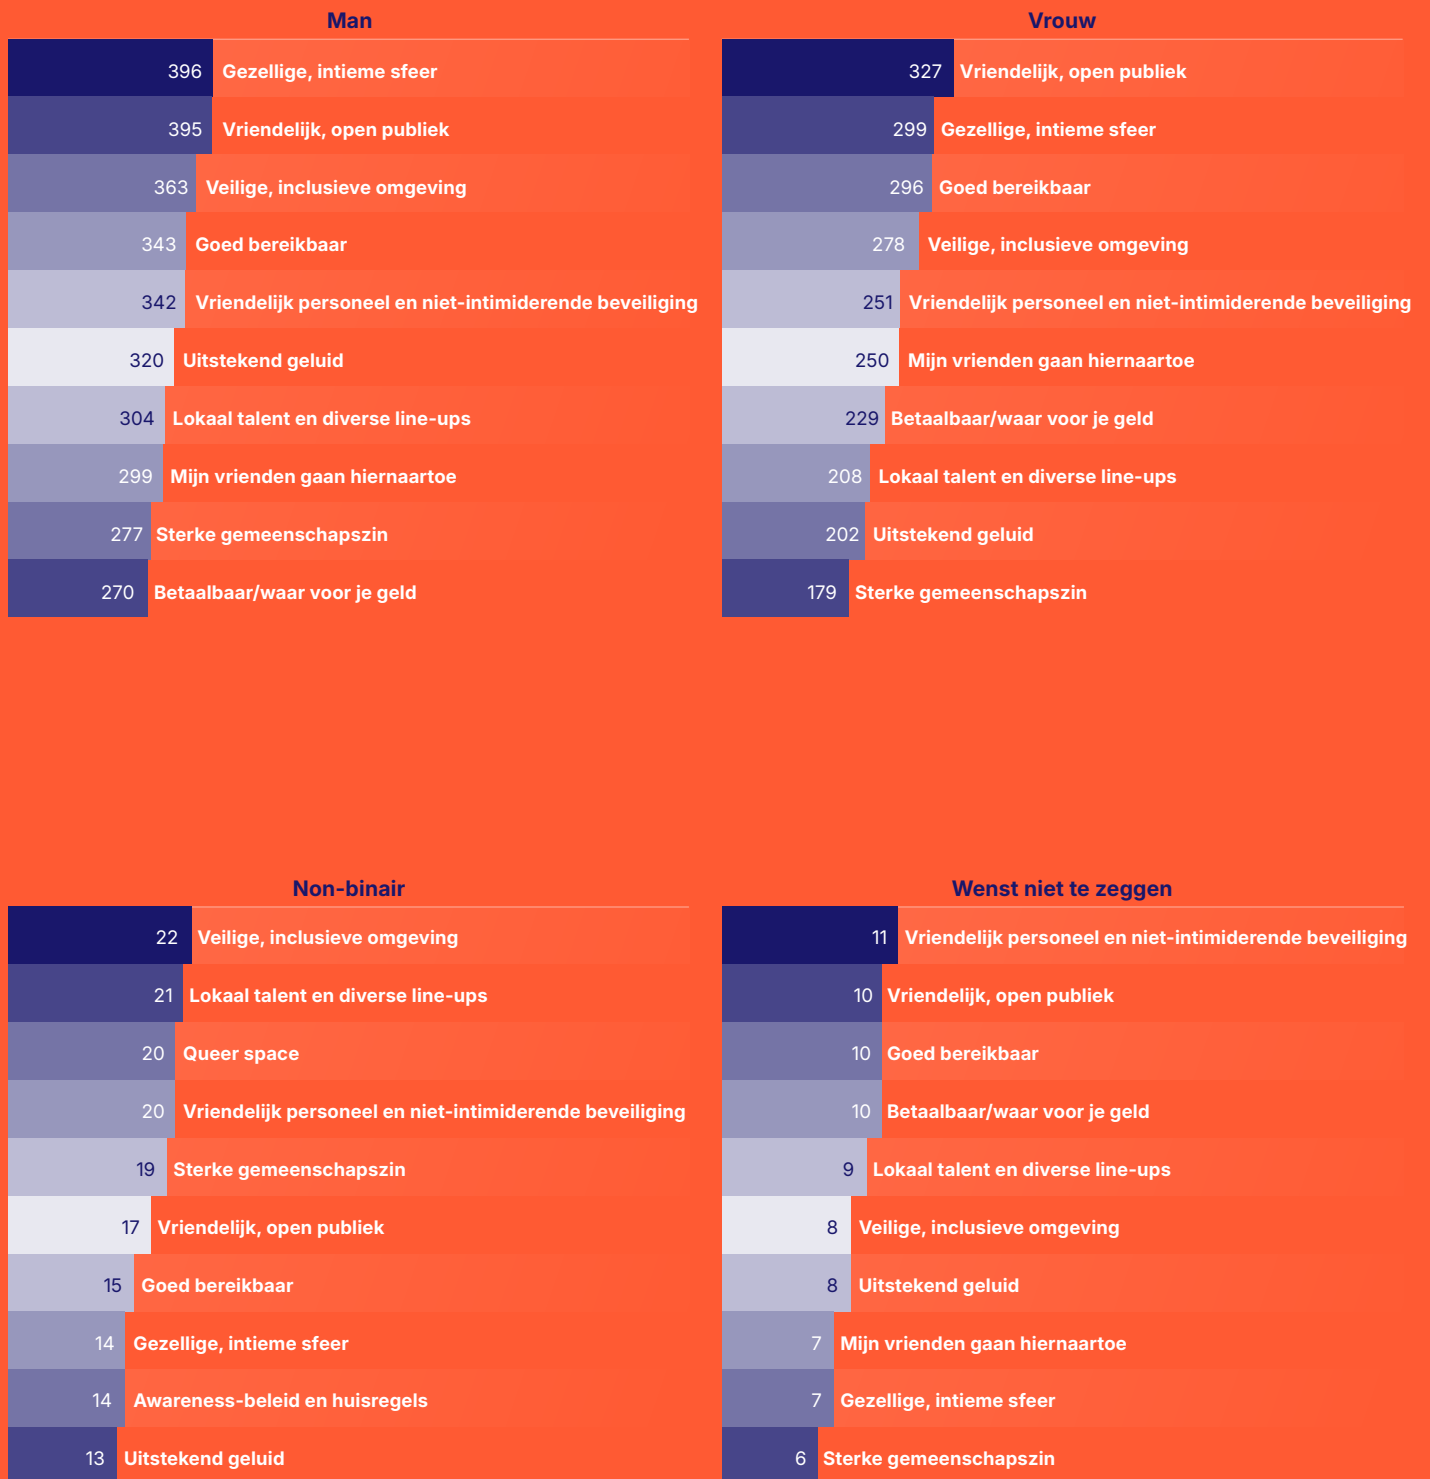 Man
396 Gezellige, intieme sfeer
395 Vriendelijk, open publiek
363 Veilige, inclusieve omgeving
343 Goed bereikbaar
342 Vriendelijk personeel en niet-intimiderende beveiliging
320 Uitstekend geluid
304 Lokaal talent en diverse line-ups
299 Mijn vrienden gaan hiernaartoe
277 Sterke gemeenschapszin
270 Betaalbaar/waar voor je geld
Vrouw
327 Vriendelijk, open publiek
299 Gezellige, intieme sfeer
296 Goed bereikbaar
278 Veilige, inclusieve omgeving
251 Vriendelijk personeel en niet-intimiderende beveiliging
250 Mijn vrienden gaan hiernaartoe
229 Betaalbaar/waar voor je geld
208 Lokaal talent en diverse line-ups
202 Uitstekend geluid
179 Sterke gemeenschapszin
Non-binair
22 Veilige, inclusieve omgeving
21 Lokaal talent en diverse line-ups
20 Queer space
20 Vriendelijk personeel en niet-intimiderende beveiliging
19 Sterke gemeenschapszin
17 Vriendelijk, open publiek
15 Goed bereikbaar
14 Gezellige, intieme sfeer
14 Awareness-beleid en huisregels
13 Uitstekend geluid
Wenst niet te zeggen
11 Vriendelijk personeel en niet-intimiderende beveiliging
10 Vriendelijk, open publiek
10 Goed bereikbaar
10 Betaalbaar/waar voor je geld
9 Lokaal talent en diverse line-ups
8 Veilige, inclusieve omgeving
8 Uitstekend geluid
7 Mijn vrienden gaan hiernaartoe
7 Gezellige, intieme sfeer
6 Sterke gemeenschapszin